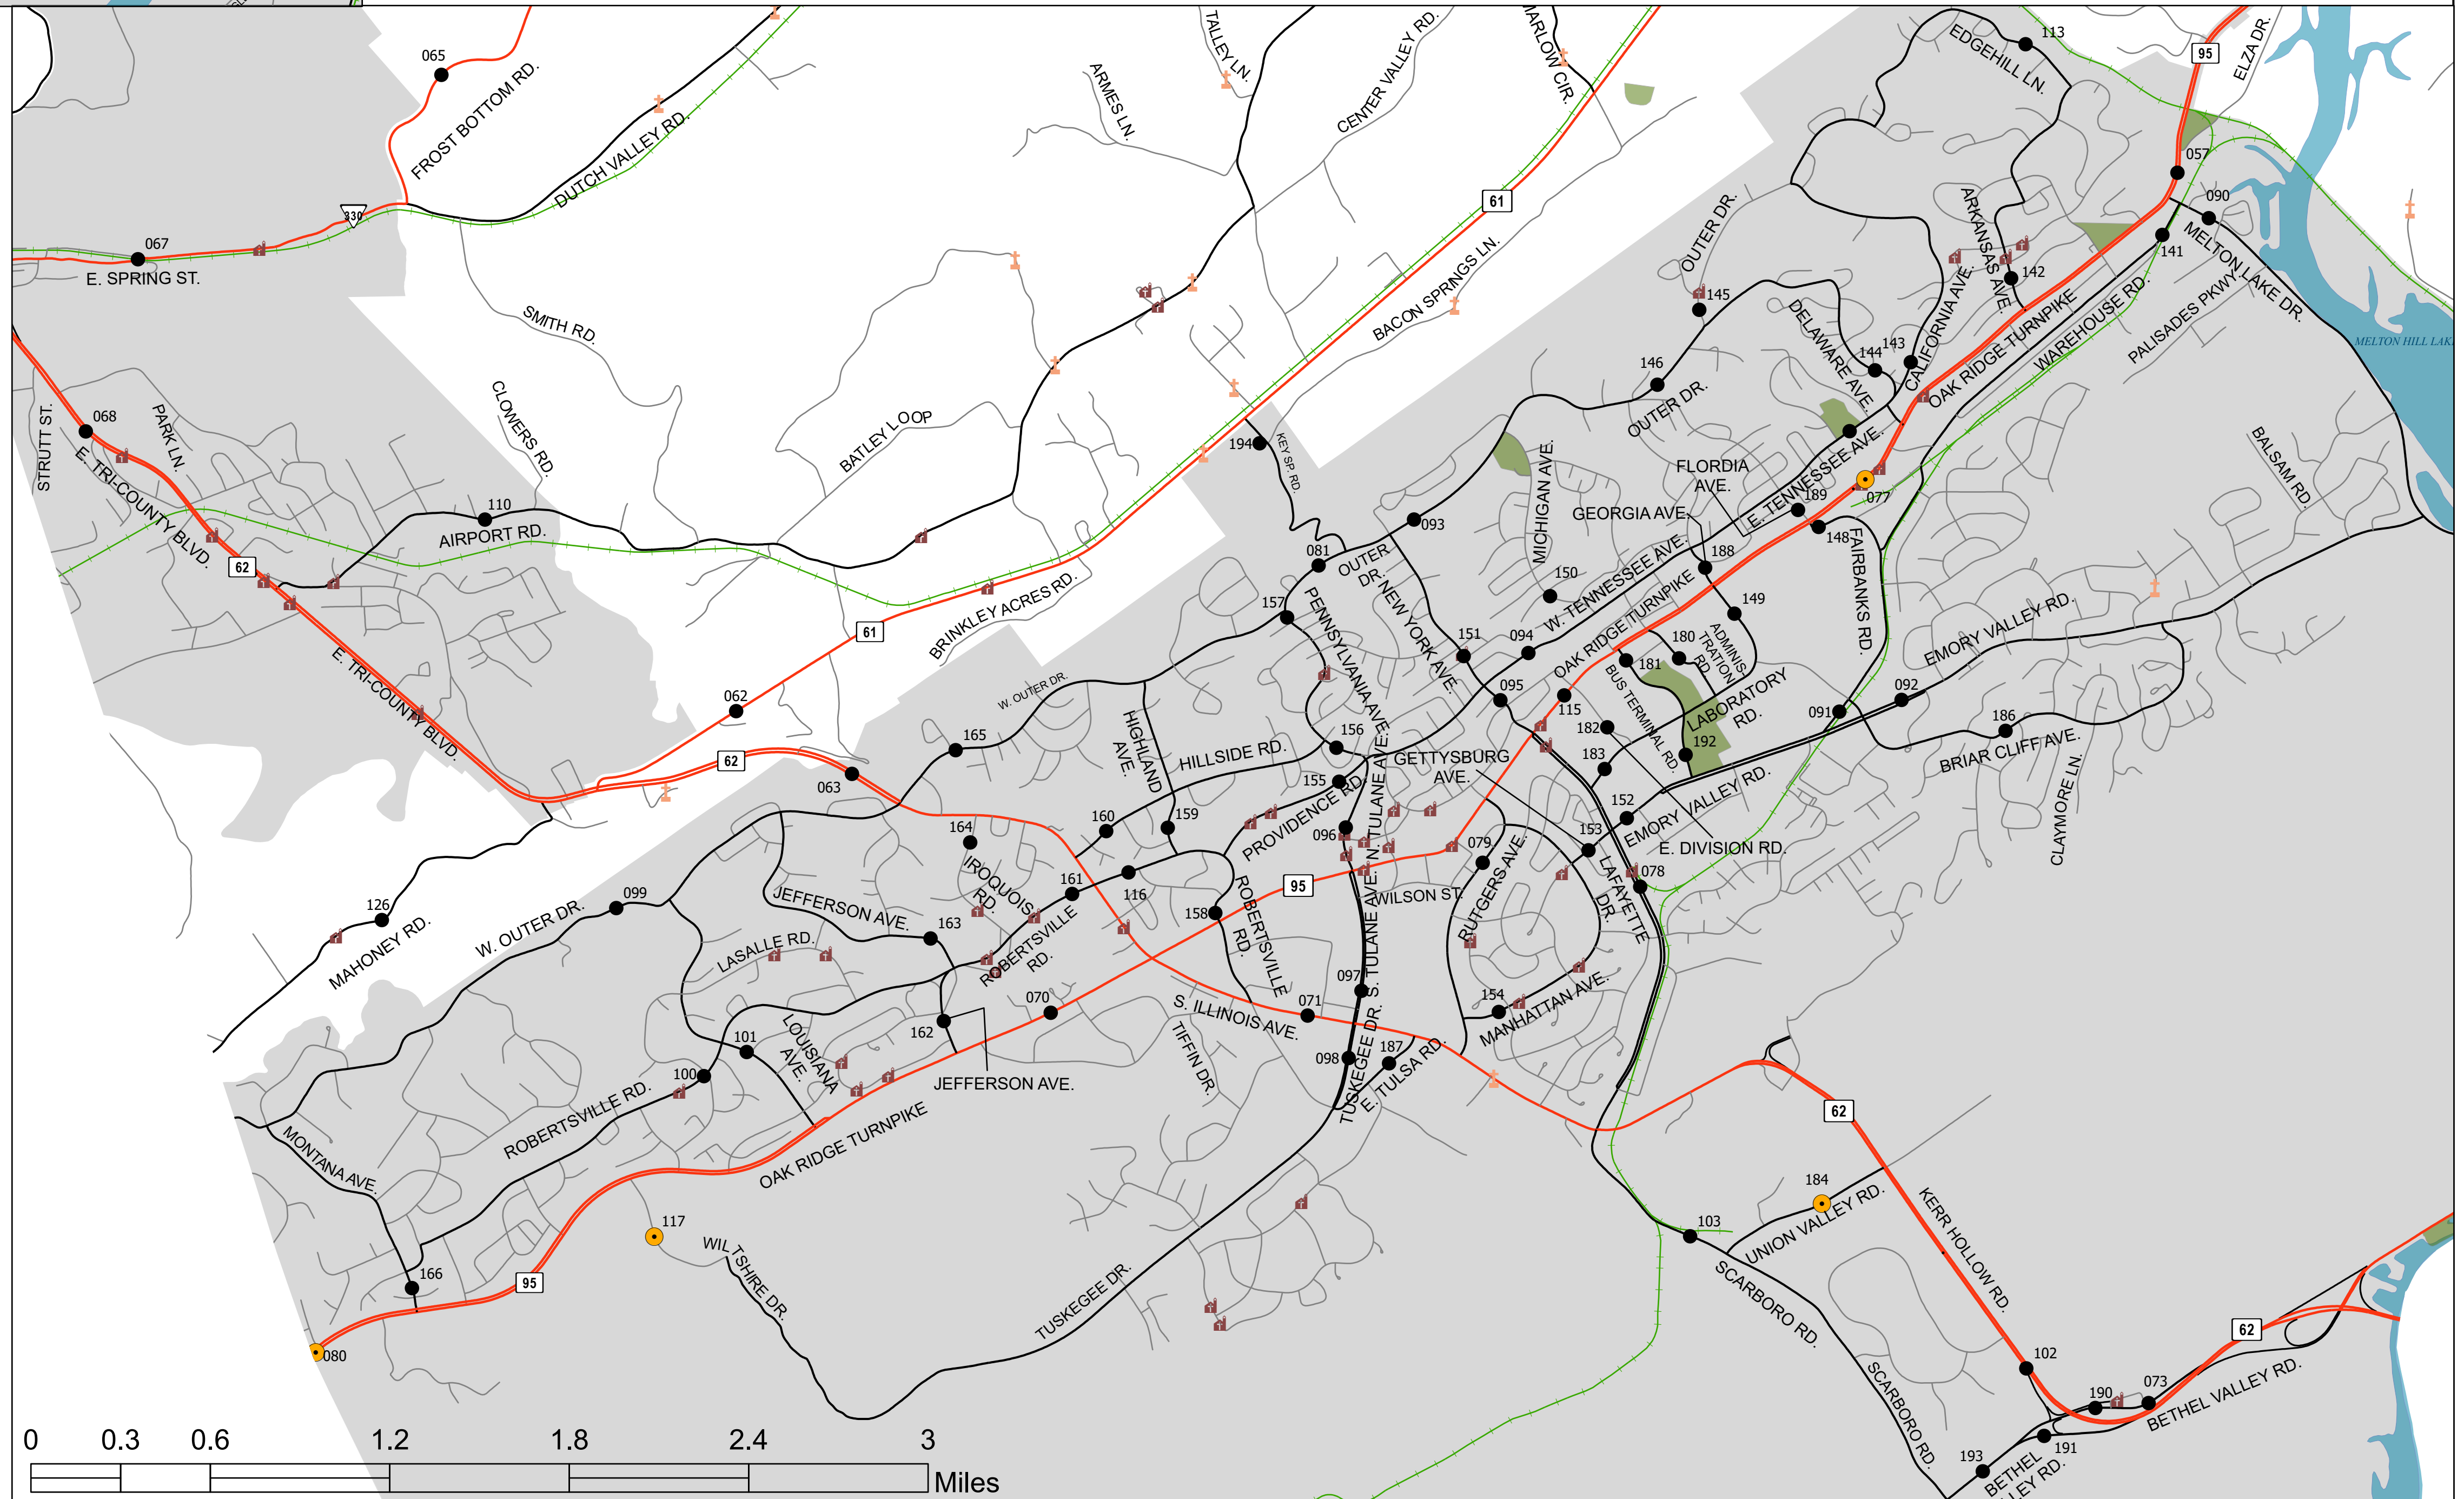 113
EDGEHILL LN.
95
ELZA DR.
TALLEY LN.
CENTER VALLEY RD.
MARLOW CIR.
065
FROST BOTTOM RD.
ARMES LN.
DUTCH VALLEY RD.
057
090
61
330
067
E. SPRING ST.
OUTER DR.
ARKANSAS AVE.
MELTON LAKE DR.
141
142
145
BACON SPRINGS LN.
CALIFORNIA AVE.
PALISADES PKWY.
SMITH RD.
DELAWARE AVE.
OAK RIDGE TURNPIKE
WAREHOUSE RD.
MELTON HILL LAK
144
143
146
OUTER DR.
STRUTT ST.
068
PARK LN.
CLOWERS RD.
BATLEY LOOP
194
KEY SP. RD.
MICHIGAN AVE.
FLORDIA
AVE.
E. TENNESSEE AVE.
BALSAM RD.
E. TRI-COUNTY BLVD.
110
AIRPORT RD.
093
GEORGIA AVE.
189
077
148
FAIRBANKS RD.
62
081
OUTER
DR.
188
150
W. TENNESSEE AVE.
149
61
BRINKLEY ACRES RD.
157
PENNSYLVANIA AVE.
NEW YORK AVE.
151
094
OAK RIDGE TURNPIKE
180
181
ADMINIS-
TRATION
RD.
EMORY VALLEY RD.
E. TRI-COUNTY BLVD.
062
W. OUTER DR.
095
115
BUS TERMINAL RD.
LABORATORY
RD.
091
092
186
BRIAR CLIFF AVE.
CLAYMORE LN.
165
HIGHLAND
AVE.
HILLSIDE RD.
156
GETTYSBURG
AVE.
182
183
192
62
063
155
PROVIDENCE RD.
N. TULANE AVE.
152
EMORY VALLEY RD.
E. DIVISION RD.
164
160
159
096
079
153
IROQUOIS
RD.
161
116
95
WILSON ST.
RUTGERS AVE.
LAFAYETTE
DR.
078
126
MAHONEY RD.
W. OUTER DR.
099
JEFFERSON AVE.
163
LASALLE RD.
ROBERTSVILLE
RD.
158
ROBERTSVILLE
RD.
S. TULANE AVE.
097
154
MANHATTAN AVE.
070
S. ILLINOIS AVE.
071
162
JEFFERSON AVE.
TIFFIN DR.
098
187
TUSKEGEE DR.
E. TULSA RD.
101
LOUISIANA
AVE.
100
ROBERTSVILLE RD.
OAK RIDGE TURNPIKE
MONTANA AVE.
62
184
UNION VALLEY RD.
KERR HOLLOW RD.
117
WILTSHIRE DR.
103
SCARBORO RD.
166
95
TUSKEGEE DR.
62
080
102
SCARBORO RD.
190
073
BETHEL VALLEY RD.
191
193
BETHEL
LEY RD.
0 0.3 0.6 1.2 1.8 2.4 3
Miles